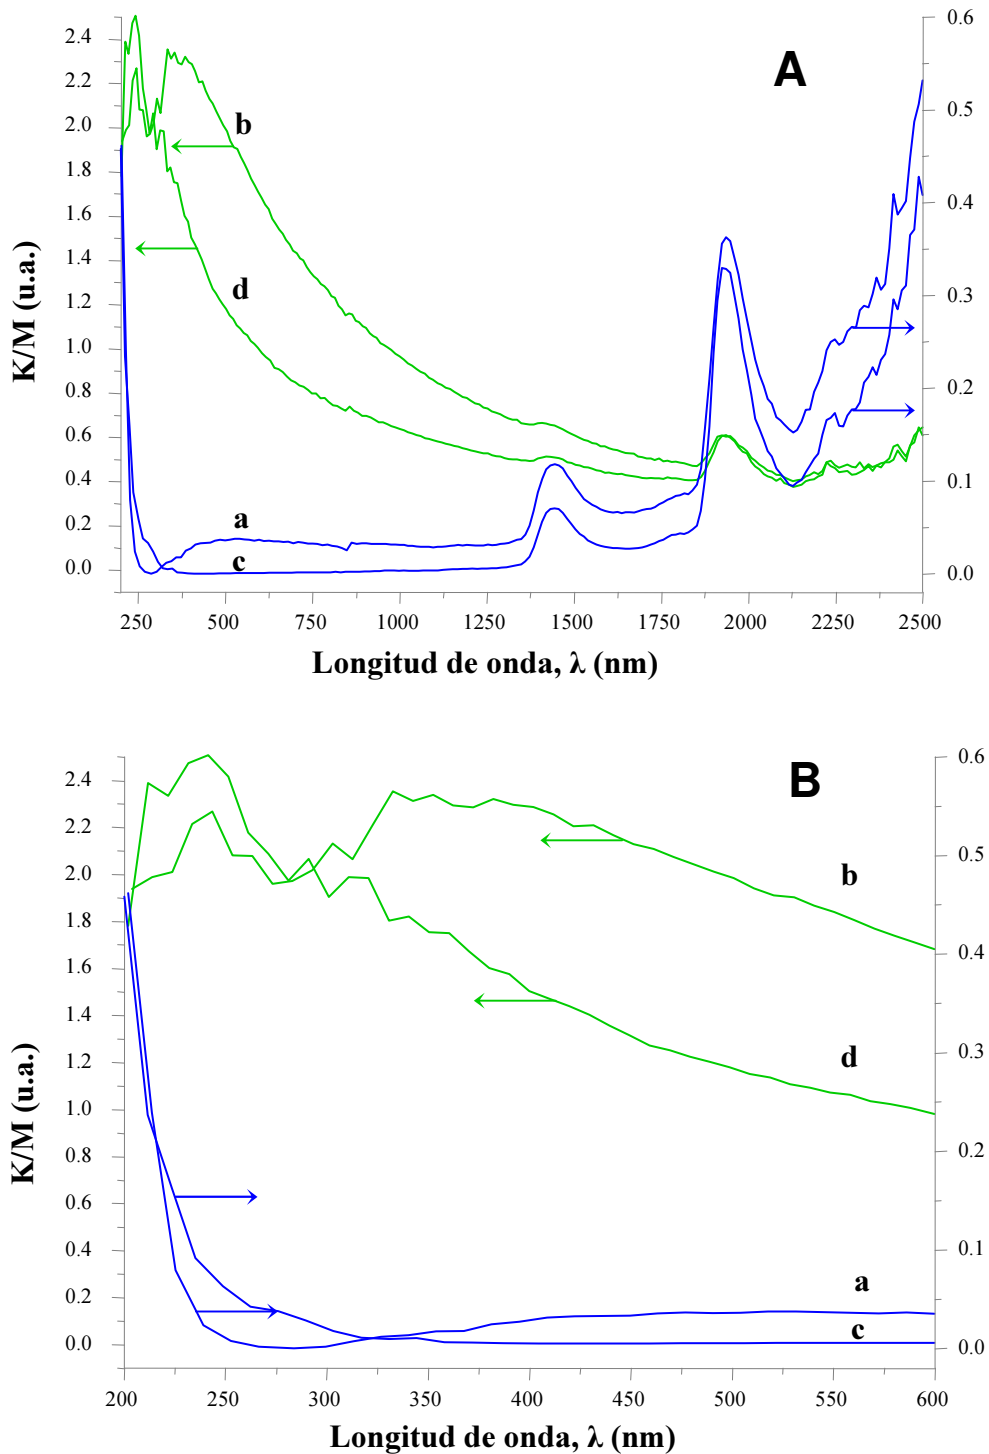 A
2.4
2.2
2.0
1.8
1.6
1.4
1.2
1.0
0.8
0.6
0.4
0.2
0.0
K/M (u.a.)
0.6
0.5
0.4
0.3
0.2
0.1
0.0
b
d
a
c
250 500 750 1000 1250 1500 1750 2000 2250 2500
Longitud de onda, λ (nm)
B
2.4
2.2
2.0
1.8
1.6
1.4
1.2
1.0
0.8
0.6
0.4
0.2
0.0
K/M (u.a.)
0.6
0.5
0.4
0.3
0.2
0.1
0.0
b
d
a
c
200 250 300 350 400 450 500 550 600
Longitud de onda, λ (nm)